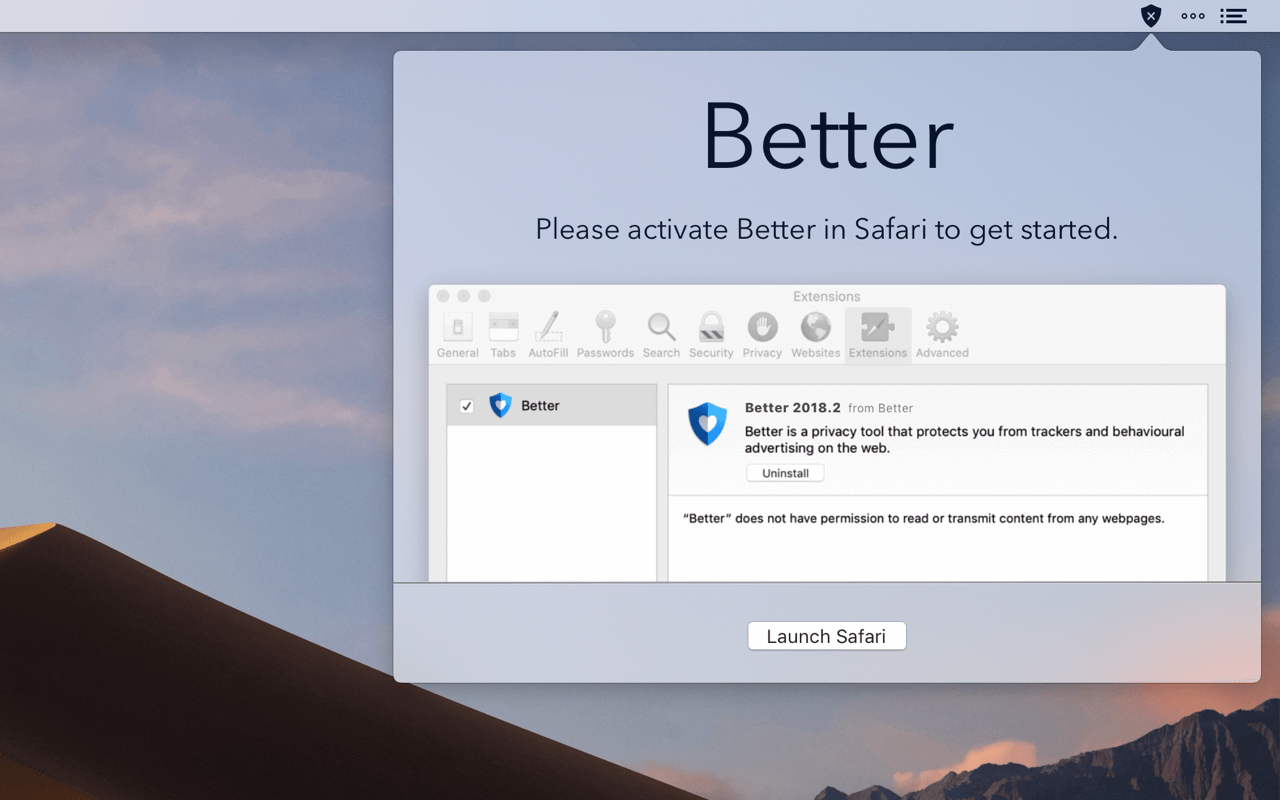 Better
Please activate Better in Safari to get started.
Extensions
General Tabs AutoFill Passwords Search Security Privacy Websites Extensions Advanced
Better
Better 2018.2 from Better
Better is a privacy tool that protects you from trackers and behavioural
advertising on the web.
Uninstall
“Better” does not have permission to read or transmit content from any webpages.
Launch Safari